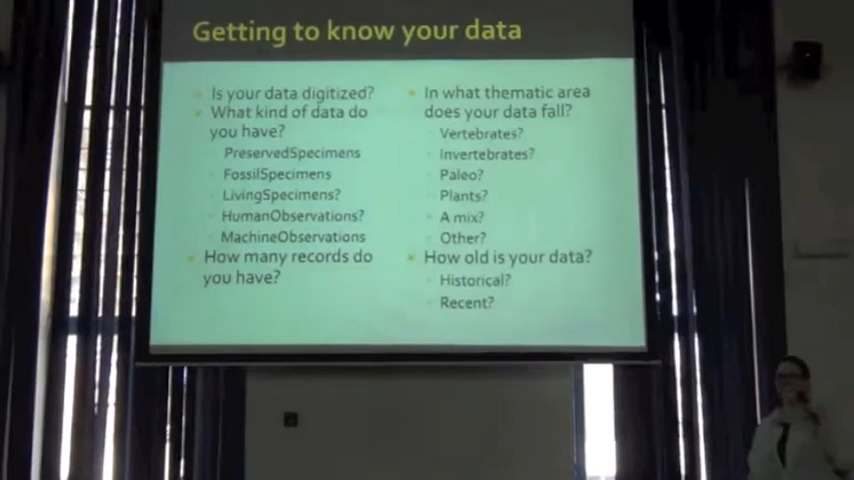 Getting to know your data
Is your data digitized?
What kind of data do
you have?
PreservedSpecimens
FossilSpecimens
LivingSpecimens?
HumanObservations?
MachineObservations
How many records do
you have?
In what thematic area
does your data fall?
Vertebrates?
Invertebrates?
Paleo?
Plants?
A mix?
Other?
How old is your data?
Historical?
Recent?